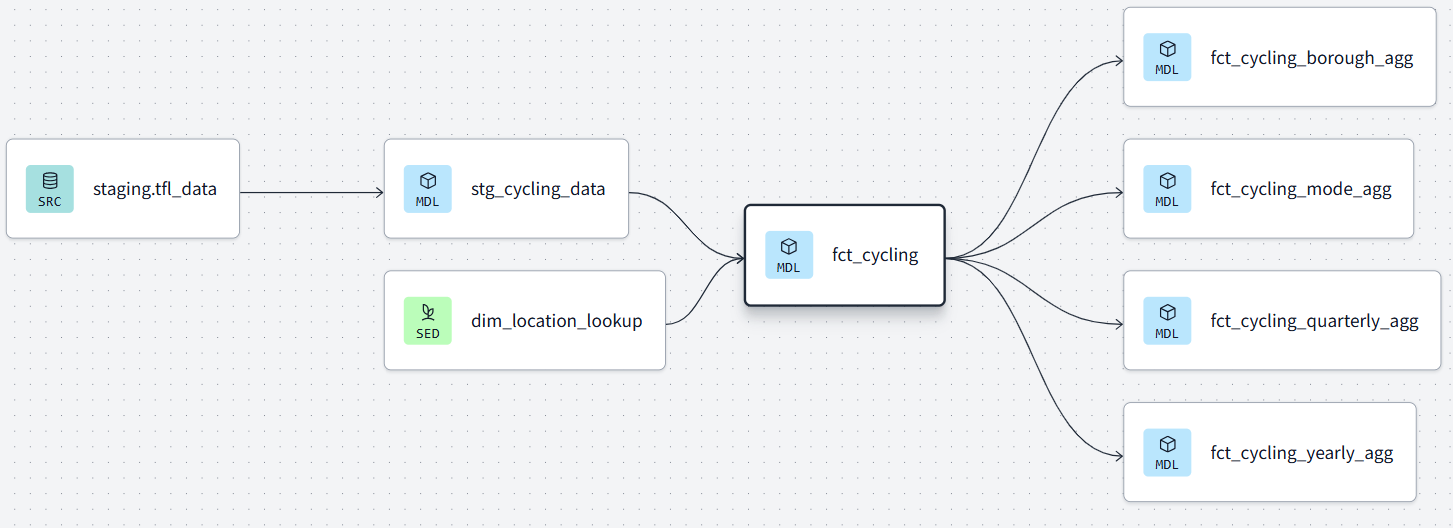 SRC
staging.tfl_data
MDL
stg_cycling_data
SED
dim_location_lookup
MDL
fct_cycling
MDL
fct_cycling_borough_agg
MDL
fct_cycling_mode_agg
MDL
fct_cycling_quarterly_agg
MDL
fct_cycling_yearly_agg